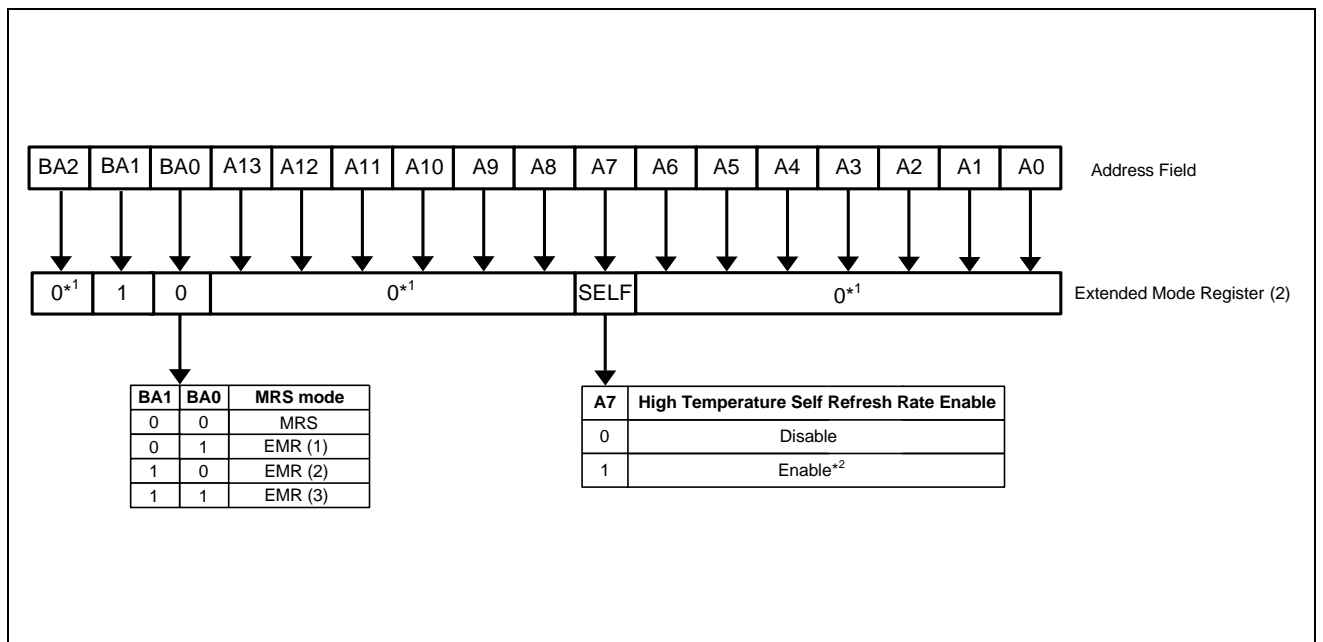 BA2 BA1 BA0 A13 A12 A11 A10 A9 A8 A7 A6 A5 A4 A3 A2 A1 A0 Address Field
0*1 1 0 0*1 SELF 0*1 Extended Mode Register (2)
BA1 BA0 MRS mode
0 0 MRS
0 1 EMR (1)
1 0 EMR (2)
1 1 EMR (3)
A7 High Temperature Self Refresh Rate Enable
0 Disable
1 Enable*2